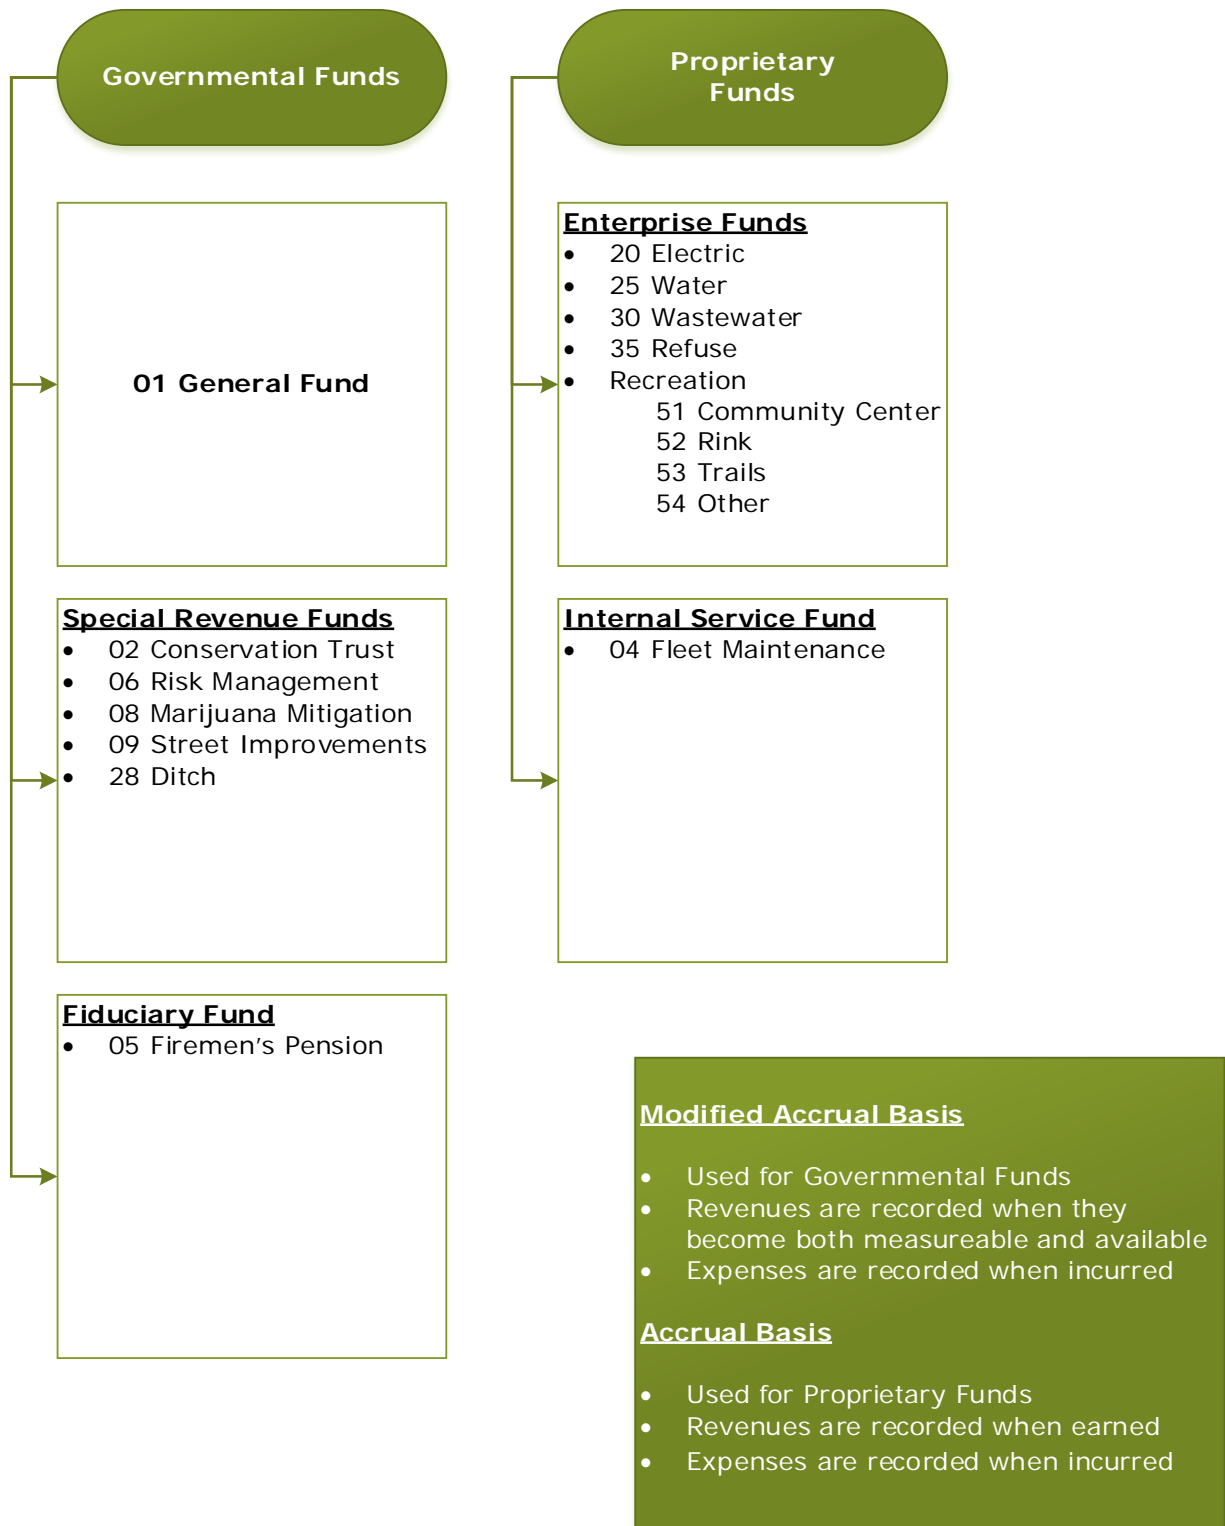 Governmental Funds
Proprietary
Funds
01 General Fund
Enterprise Funds
• 20 Electric
• 25 Water
• 30 Wastewater
• 35 Refuse
• Recreation
51 Community Center
52 Rink
53 Trails
54 Other
Special Revenue Funds
• 02 Conservation Trust
• 06 Risk Management
• 08 Marijuana Mitigation
• 09 Street Improvements
• 28 Ditch
Internal Service Fund
• 04 Fleet Maintenance
Fiduciary Fund
• 05 Firemen’s Pension
Modified Accrual Basis
• Used for Governmental Funds
• Revenues are recorded when they
become both measureable and available
• Expenses are recorded when incurred
Accrual Basis
• Used for Proprietary Funds
• Revenues are recorded when earned
• Expenses are recorded when incurred